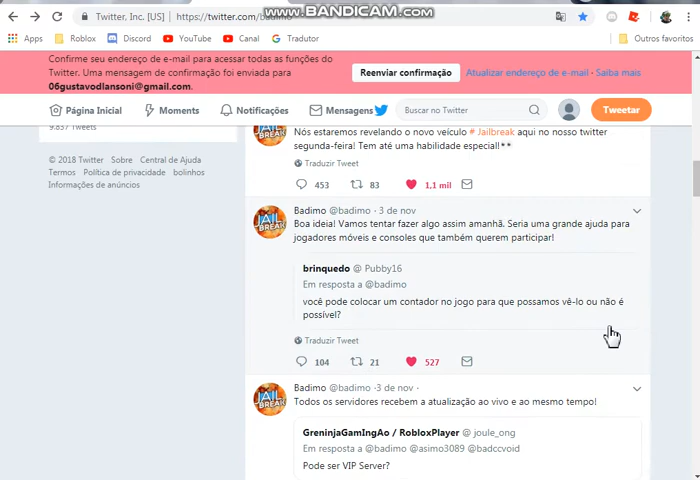 www.BANDICAM.com
Twitter, Inc. [US] | https://twitter.com/badimo
Apps Roblox Discord YouTube Canal Tradutor Outros favoritos
Confirme seu endereço de e-mail para acessar todas as funções do
Twitter. Uma mensagem de confirmação foi enviada para
06gustavodlansoni@gmail.com.
Reenviar confirmação
Atualizar endereço de e-mail · Saiba mais
Página Inicial Moments Notificações Mensagens Buscar no Twitter Tweetar
9.837 Tweets
© 2018 Twitter Sobre Central de Ajuda
Termos Política de privacidade bolinhos
Informações de anúncios
JAIL BREAK
Nós estaremos revelando o novo veículo # Jailbreak aqui no nosso twitter
segunda-feira! Tem até uma habilidade especial!**
Traduzir Tweet
453 83 1,1 mil
JAIL BREAK
Badimo @badimo · 3 de nov
Boa ideia! Vamos tentar fazer algo assim amanhã. Seria uma grande ajuda para
jogadores móveis e consoles que também querem participar!
brinquedo @ Pubby16
Em resposta a @badimo
você pode colocar um contador no jogo para que possamos vê-lo ou não é
possível?
Traduzir Tweet
104 21 527
JAIL BREAK
Badimo @badimo · 3 de nov ·
Todos os servidores recebem a atualização ao vivo e ao mesmo tempo!
GreninjaGamIngAo / RobloxPlayer @ joule_ong
Em resposta a @badimo @asimo3089 @badccvoid
Pode ser VIP Server?